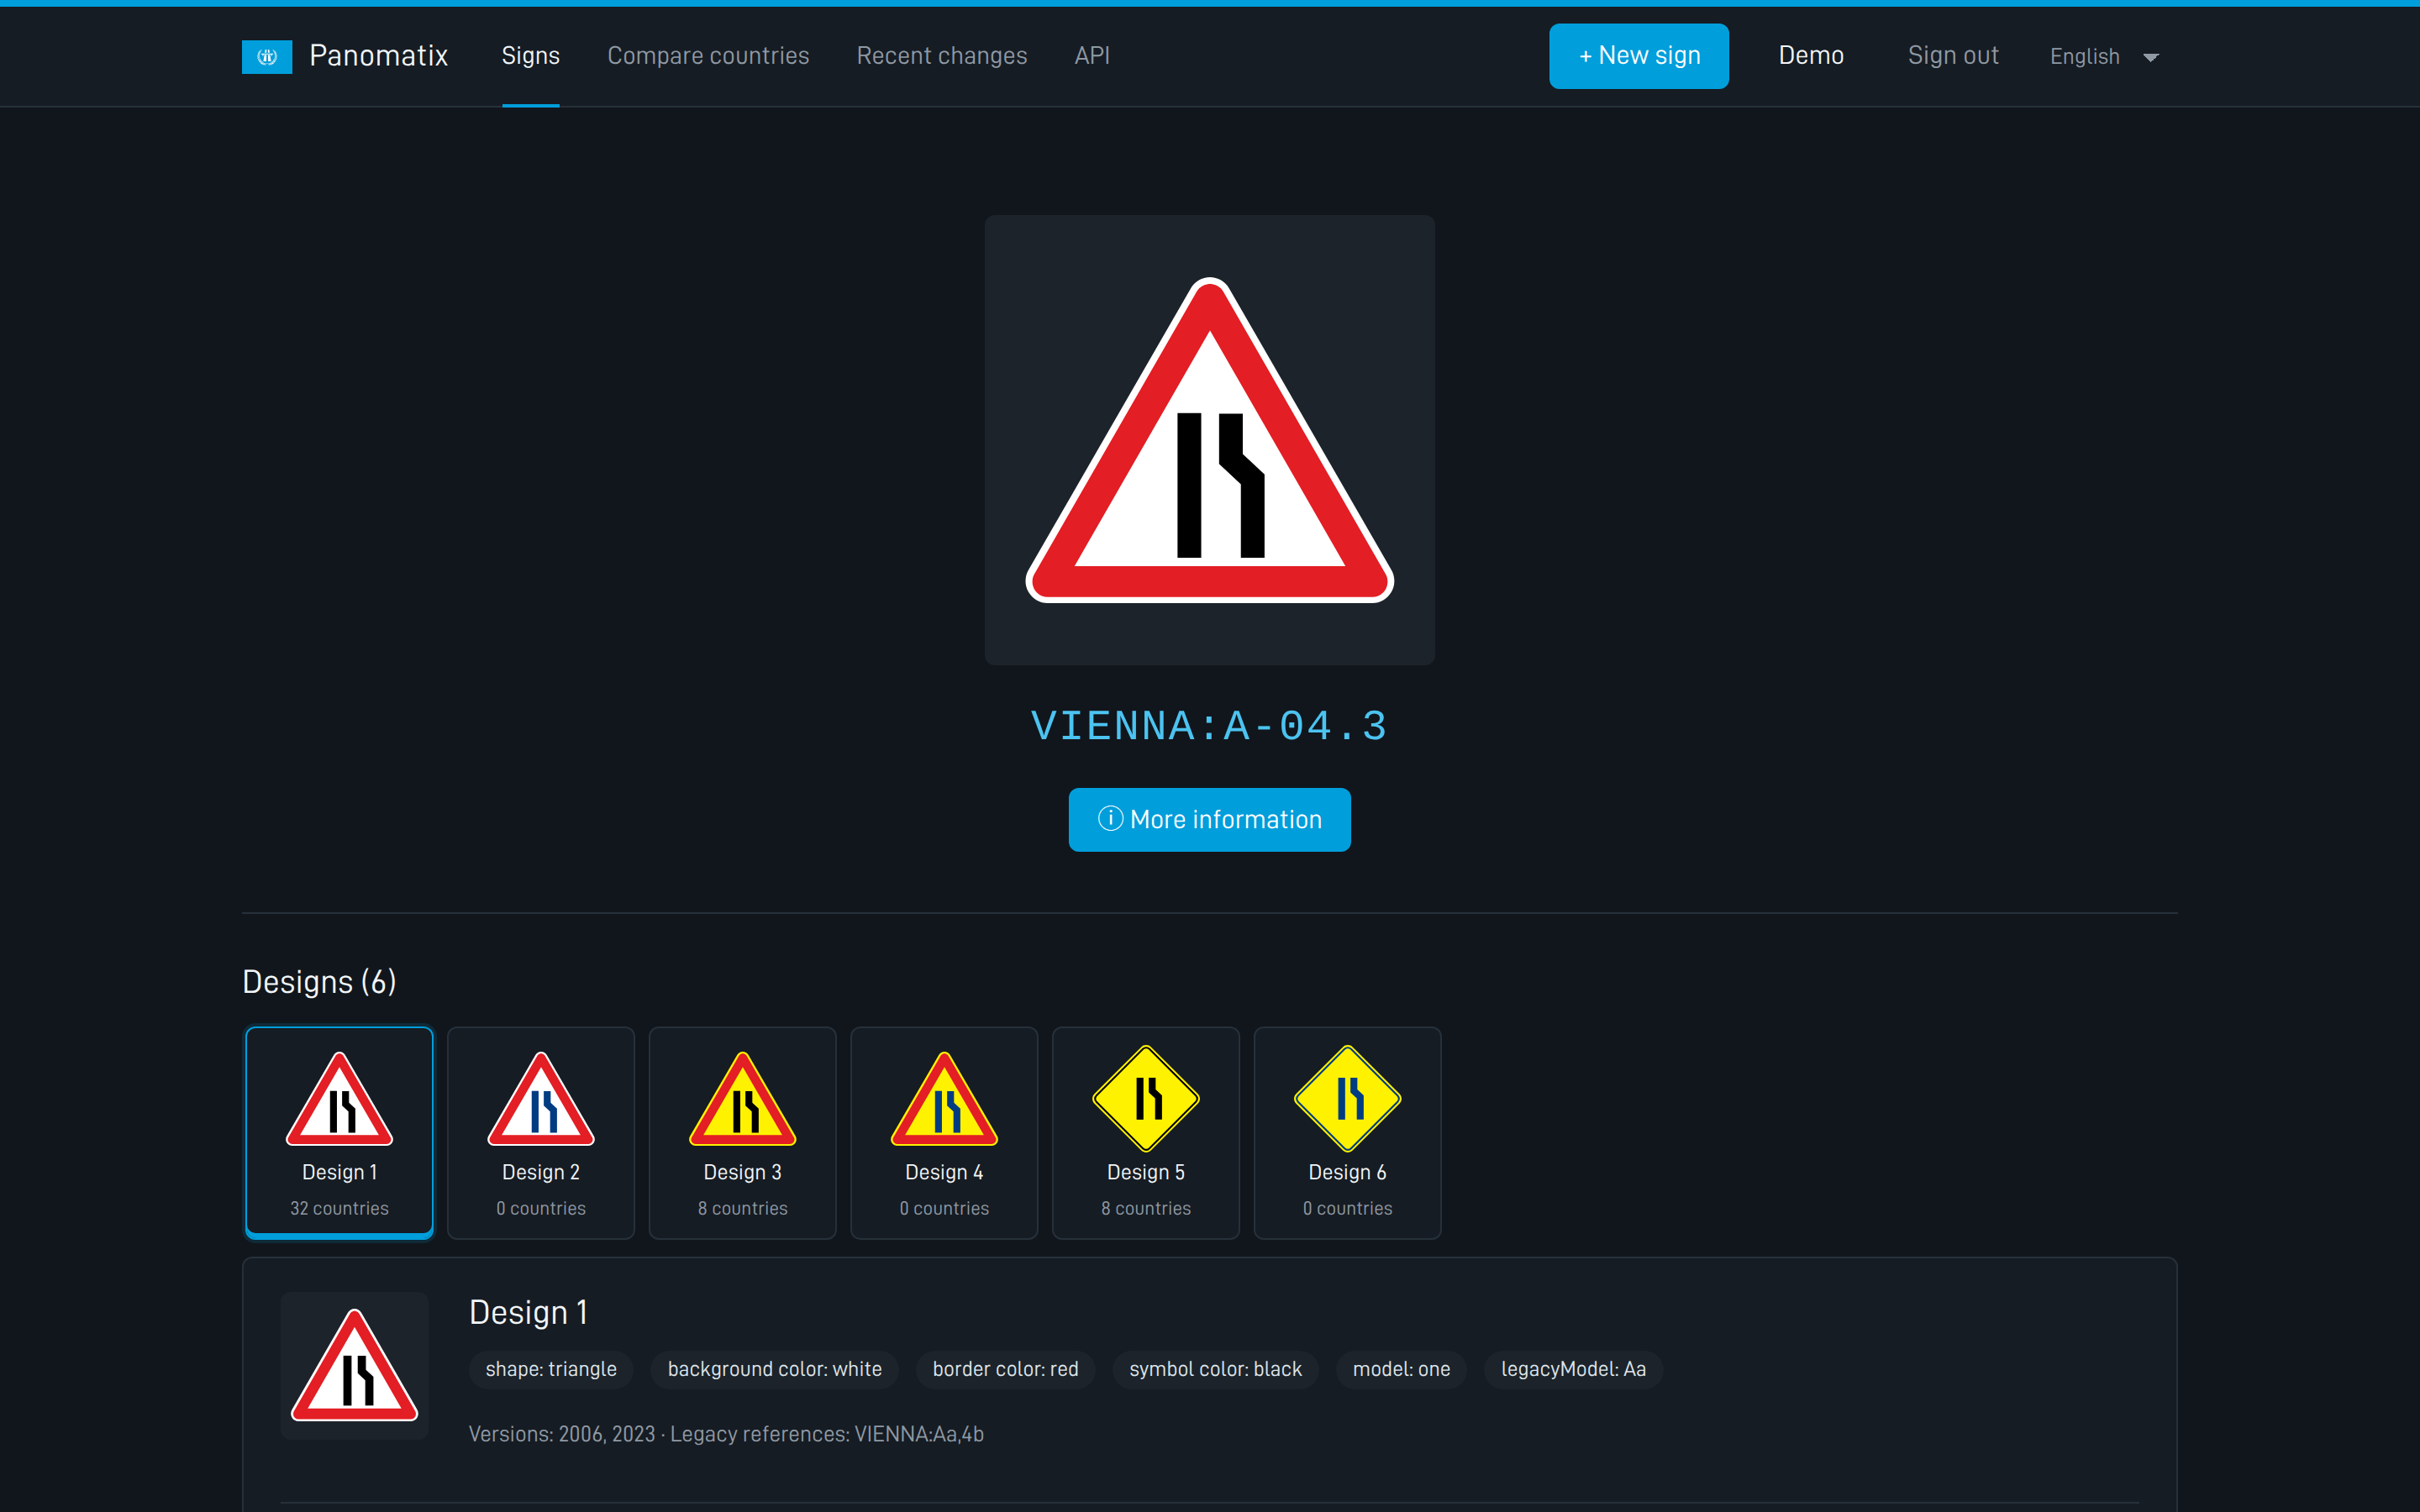 Panomatix Signs Compare countries Recent changes API + New sign Demo Sign out English
VIENNA:A-04.3
ⓘ More information
Designs (6)
Design 1 Design 2 Design 3 Design 4 Design 5 Design 6
32 countries 0 countries 8 countries 0 countries 8 countries 0 countries
Design 1
shape: triangle background color: white border color: red symbol color: black model: one legacyModel: Aa
Versions: 2006, 2023 · Legacy references: VIENNA:Aa,4b